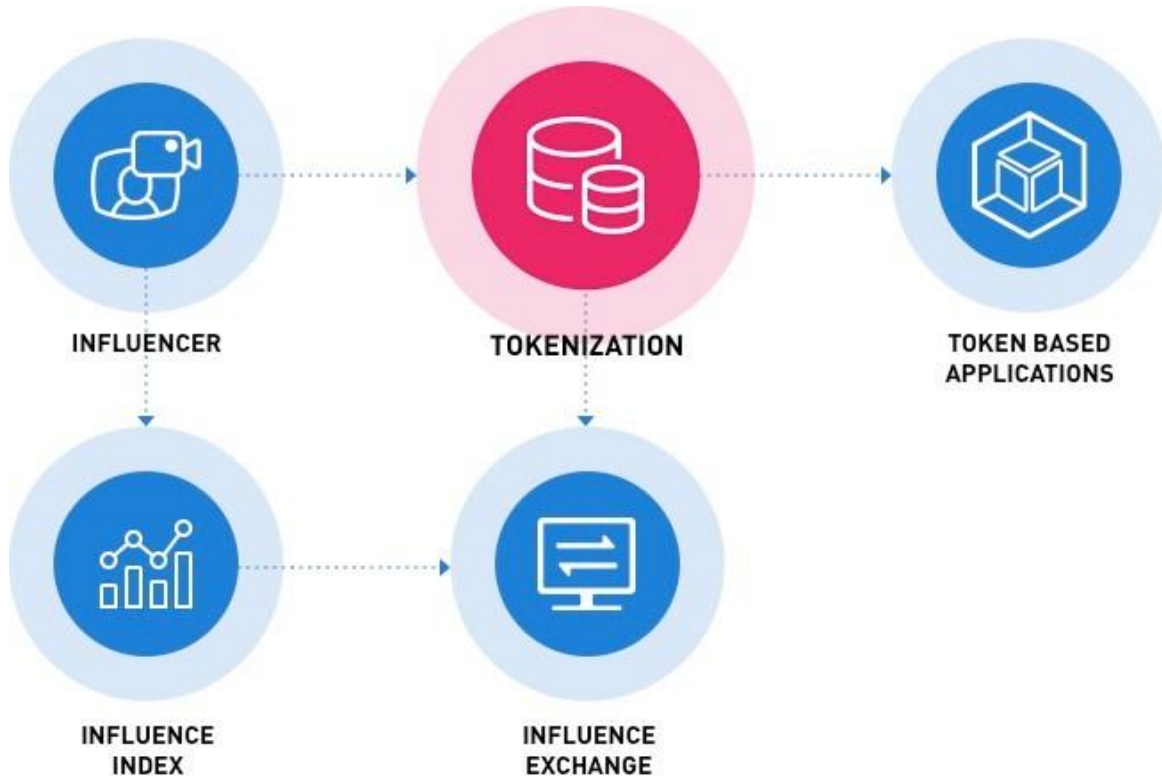 INFLUENCER
TOKENIZATION
TOKEN BASED
APPLICATIONS
INFLUENCE
INDEX
INFLUENCE
EXCHANGE